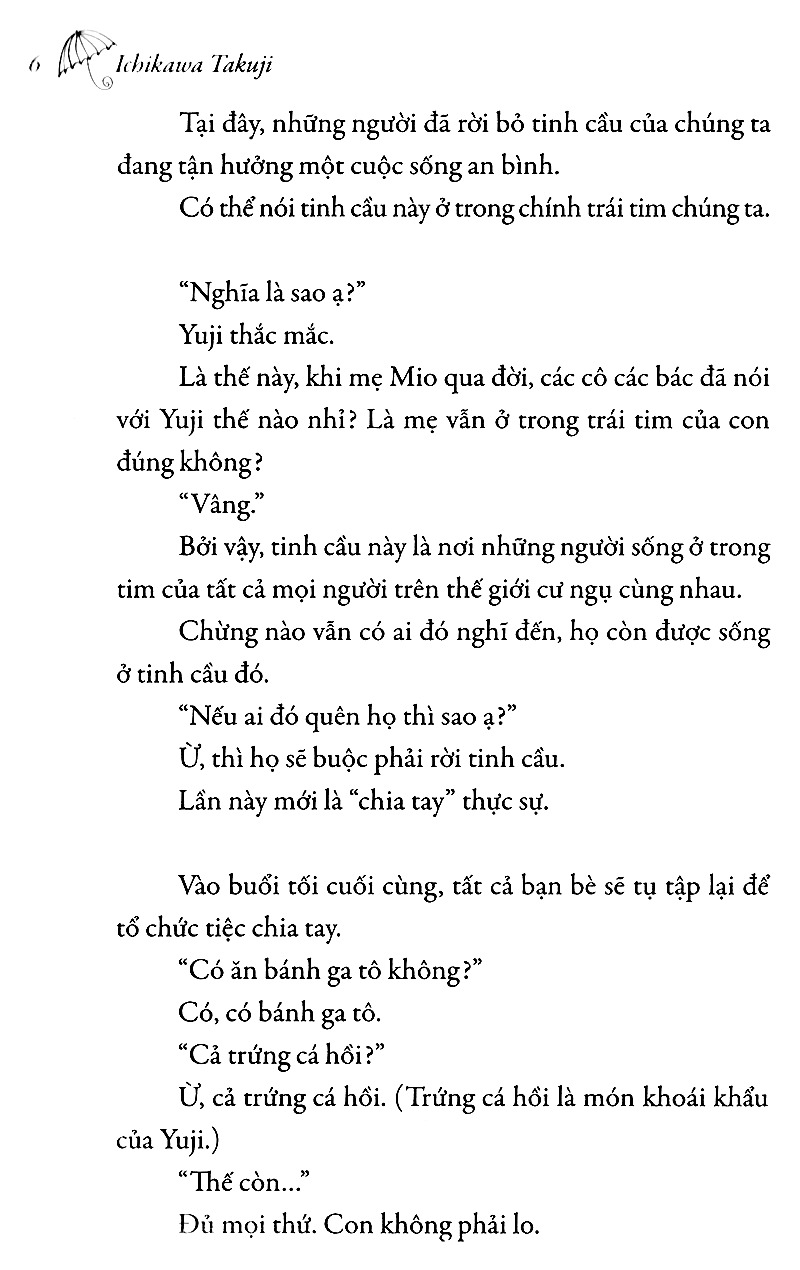 6 Ichikawa Takuji
Tại đây, những người đã rời bỏ tinh cầu của chúng ta
đang tận hưởng một cuộc sống an bình.
Có thể nói tinh cầu này ở trong chính trái tim chúng ta.
“Nghĩa là sao ạ?”
Yuji thắc mắc.
Là thế này, khi mẹ Mio qua đời, các cô các bác đã nói
với Yuji thế nào nhỉ? Là mẹ vẫn ở trong trái tim của con
đúng không?
“Vâng.”
Bởi vậy, tinh cầu này là nơi những người sống ở trong
tim của tất cả mọi người trên thế giới cư ngụ cùng nhau.
Chừng nào vẫn có ai đó nghĩ đến, họ còn được sống
ở tinh cầu đó.
“Nếu ai đó quên họ thì sao ạ?”
Ừ, thì họ sẽ buộc phải rời tinh cầu.
Lần này mới là “chia tay” thực sự.
Vào buổi tối cuối cùng, tất cả bạn bè sẽ tụ tập lại để
tổ chức tiệc chia tay.
“Có ăn bánh ga tô không?”
Có, có bánh ga tô.
“Cả trứng cá hồi?”
Ừ, cả trứng cá hồi. (Trứng cá hồi là món khoái khẩu
của Yuji.)
“Thế còn...”
Đủ mọi thứ. Con không phải lo.